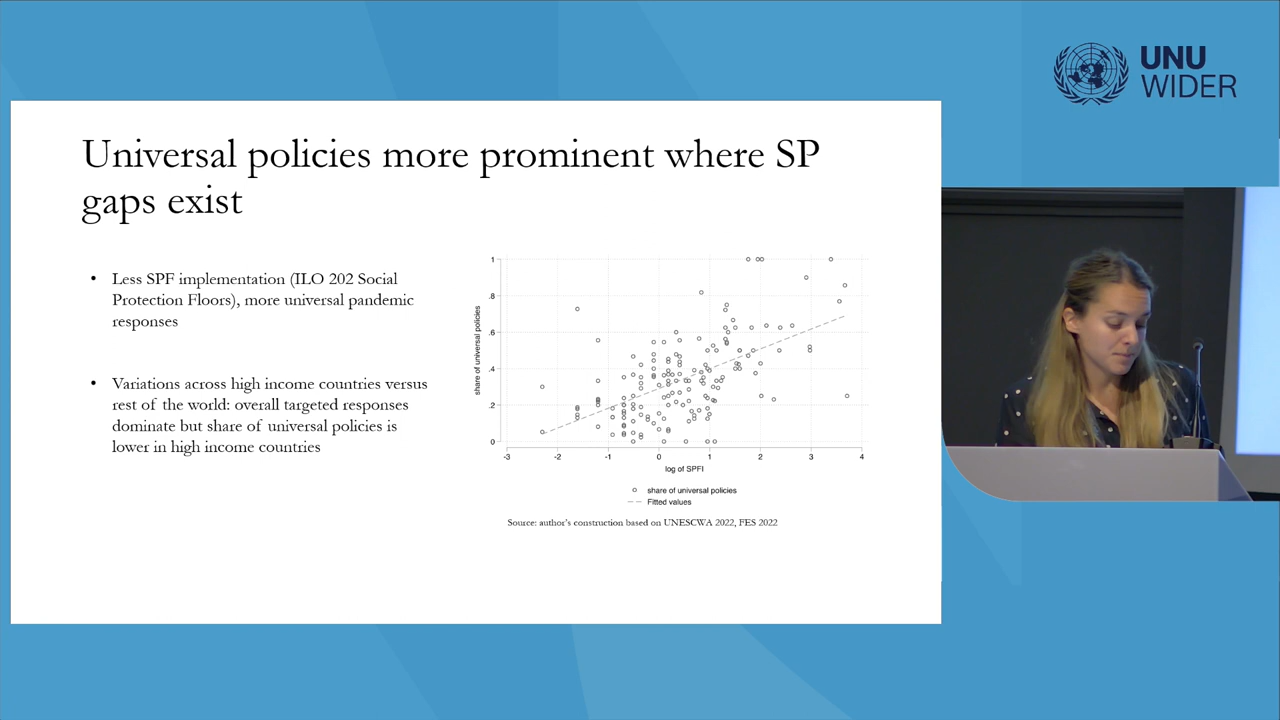 UNU
WIDER
Universal policies more prominent where SP
gaps exist
• Less SPF implementation (ILO 202 Social
Protection Floors), more universal pandemic
responses
• Variations across high income countries versus
rest of the world: overall targeted responses
dominate but share of universal policies is
lower in high income countries
share of universal policies
1
.8
.6
.4
.2
0
-3 -2 -1 0 1 2 3 4
log of SPFI
share of universal policies
Fitted values
Source: author's construction based on UNESCWA 2022, FES 2022